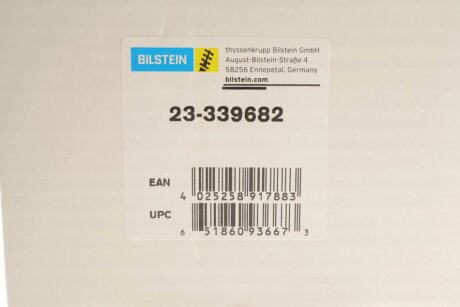 BILSTEIN
thyssenkrupp Bilstein GmbH
August-Bilstein-Straße 4
58256 Ennepetal, Germany
bilstein.com
23-339682
EAN
4 025258 917883
UPC
6 51860 93667 3